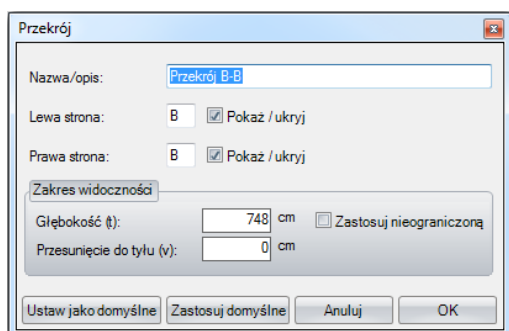 Przekrój
Nazwa/opis: Przekrój B-B
Lewa strona: B Pokaż / ukryj
Prawa strona: B Pokaż / ukryj
Zakres widoczności
Głębokość (t): 748 cm Zastosuj nieograniczoną
Przesunięcie do tyłu (v): 0 cm
Ustaw jako domyślne Zastosuj domyślne Anuluj OK